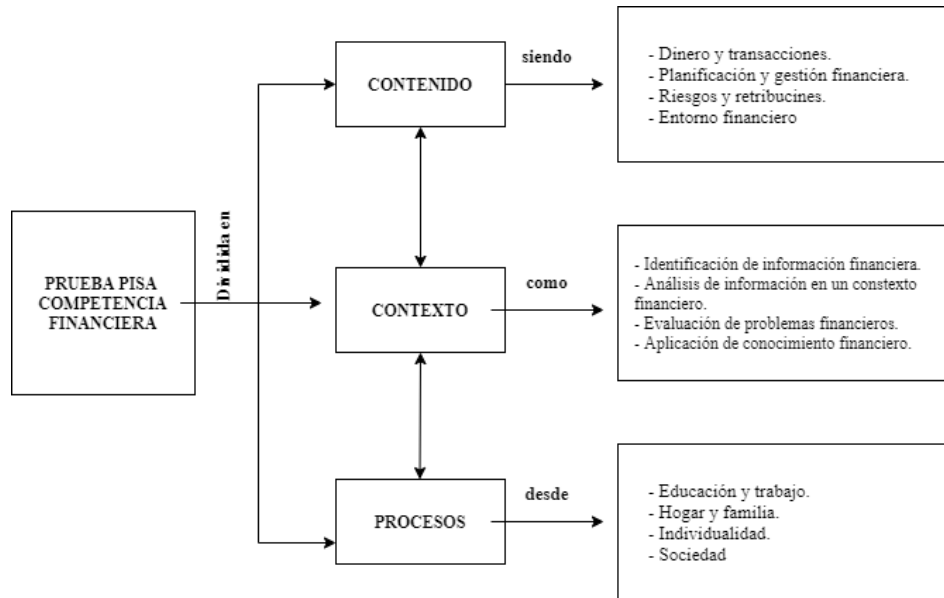 PRUEBA PISA
COMPETENCIA
FINANCIERA
Dividida en
CONTENIDO
siendo
- Dinero y transacciones.
- Planificación y gestión financiera.
- Riesgos y retribucines.
- Entorno financiero
CONTEXTO
como
- Identificación de información financiera.
- Análisis de información en un constexto
financiero.
- Evaluación de problemas financieros.
- Aplicación de conocimiento financiero.
PROCESOS
desde
- Educación y trabajo.
- Hogar y familia.
- Individualidad.
- Sociedad